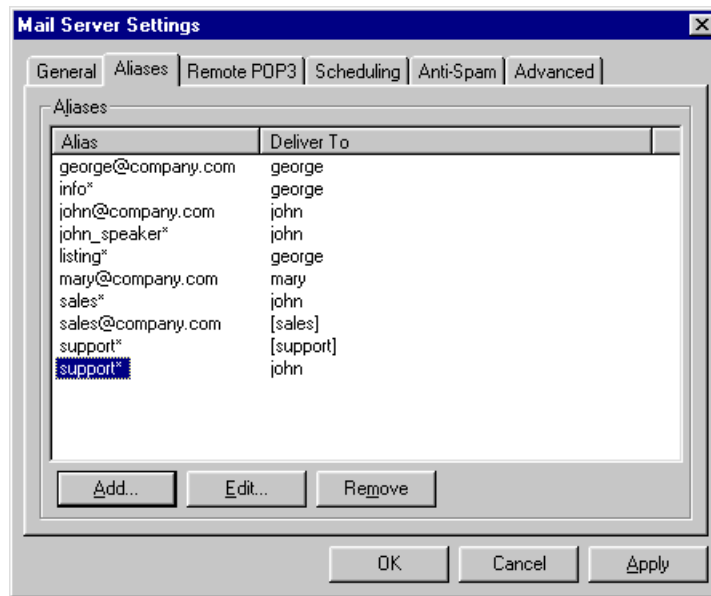 Mail Server Settings
General Aliases Remote POP3 Scheduling Anti-Spam Advanced
Aliases
Alias Deliver To
george@company.com george
info* george
john@company.com john
john_speaker* john
listing* george
mary@company.com mary
sales* john
sales@company.com [sales]
support* [support]
support* john
Add... Edit... Remove
OK Cancel Apply